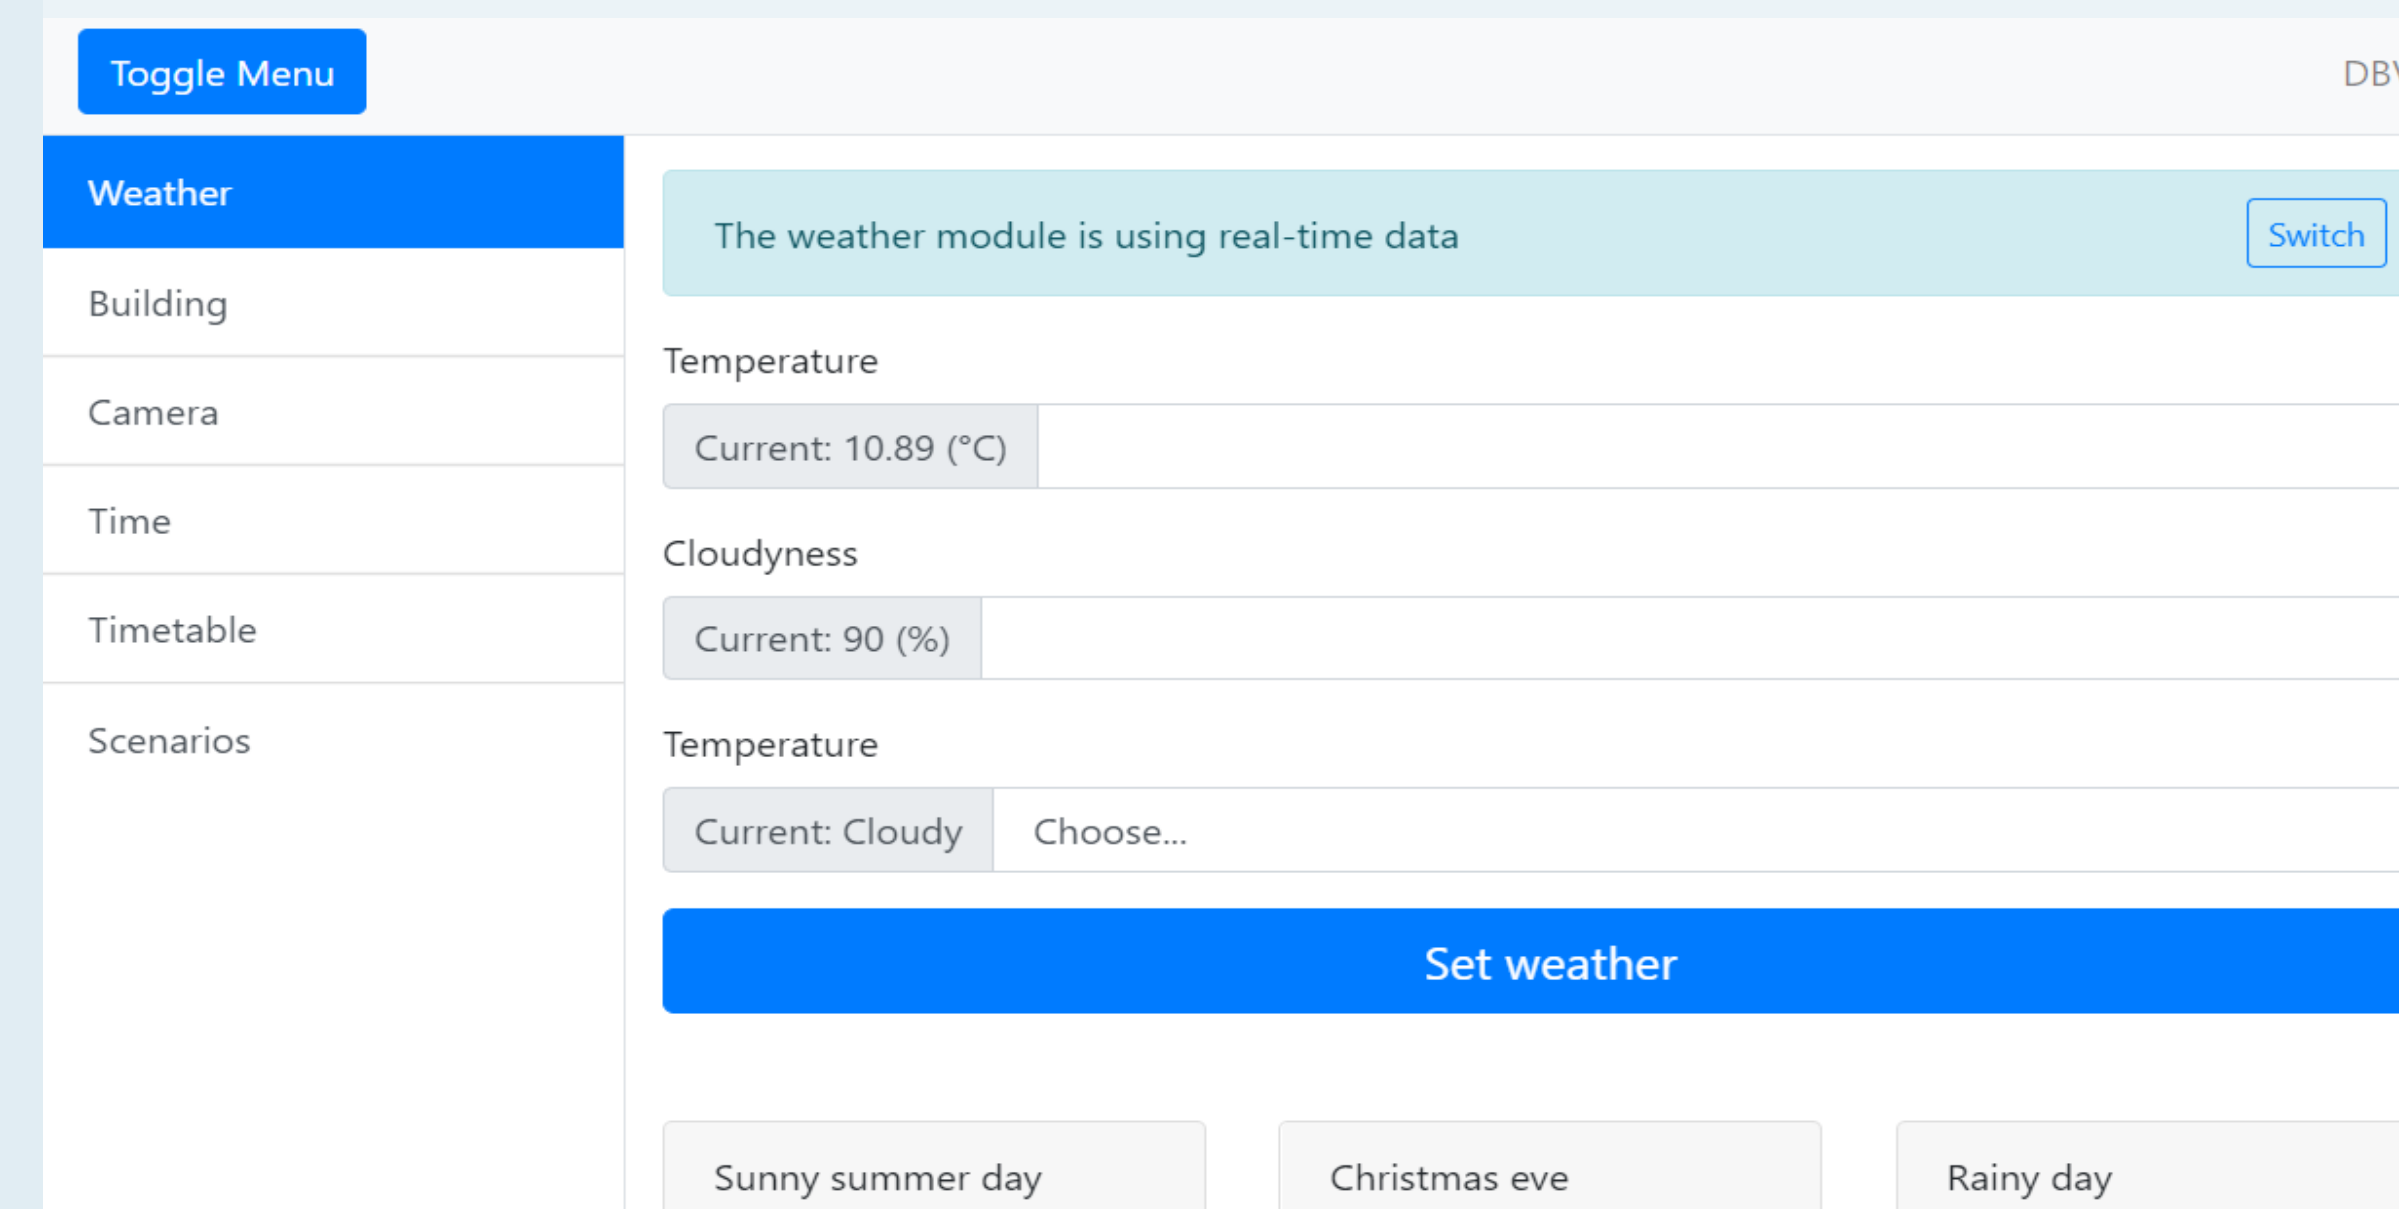 Toggle Menu
Weather
Building
Camera
Time
Timetable
Scenarios
The weather module is using real-time data
Switch
Temperature
Current: 10.89 (°C)
Cloudyness
Current: 90 (%)
Temperature
Current: Cloudy
Choose...
Set weather
Sunny summer day
Christmas eve
Rainy day